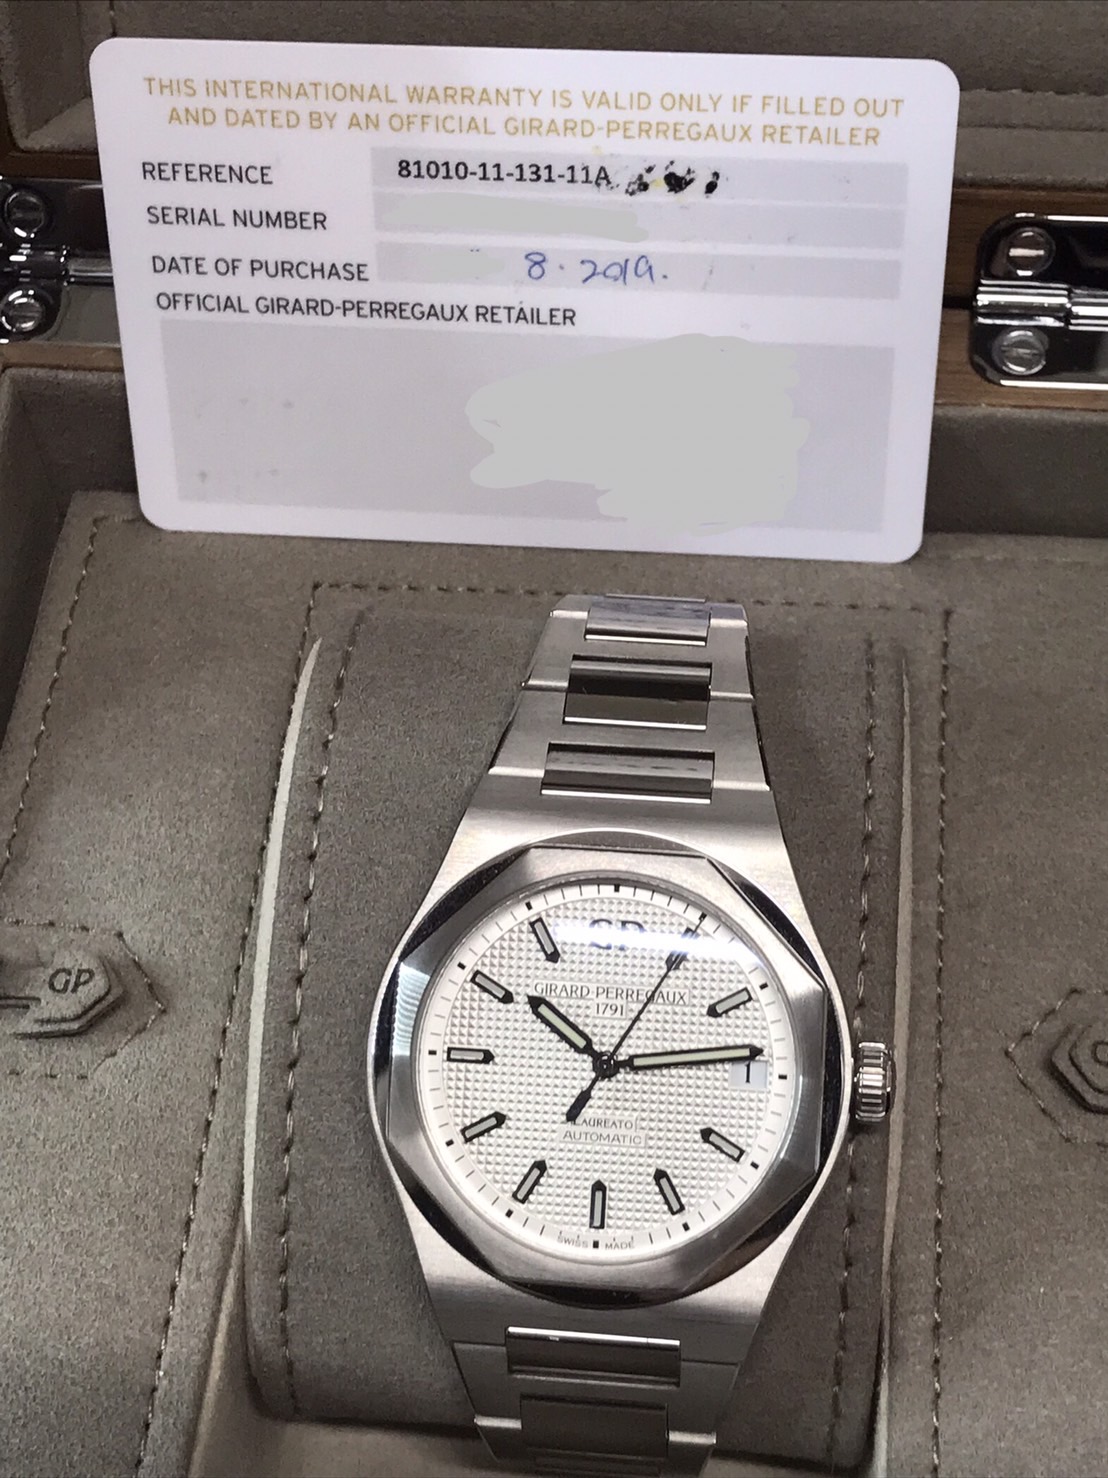 THIS INTERNATIONAL WARRANTY IS VALID ONLY IF FILLED OUT
AND DATED BY AN OFFICIAL GIRARD-PERREGAUX RETAILER
REFERENCE 81010-11-131-11A
SERIAL NUMBER
DATE OF PURCHASE 8.2019.
OFFICIAL GIRARD-PERREGAUX RETAILER
GP
GP
GIRARD-PERREGAUX
1791
1
LAUREATO
AUTOMATIC
SWISS MADE